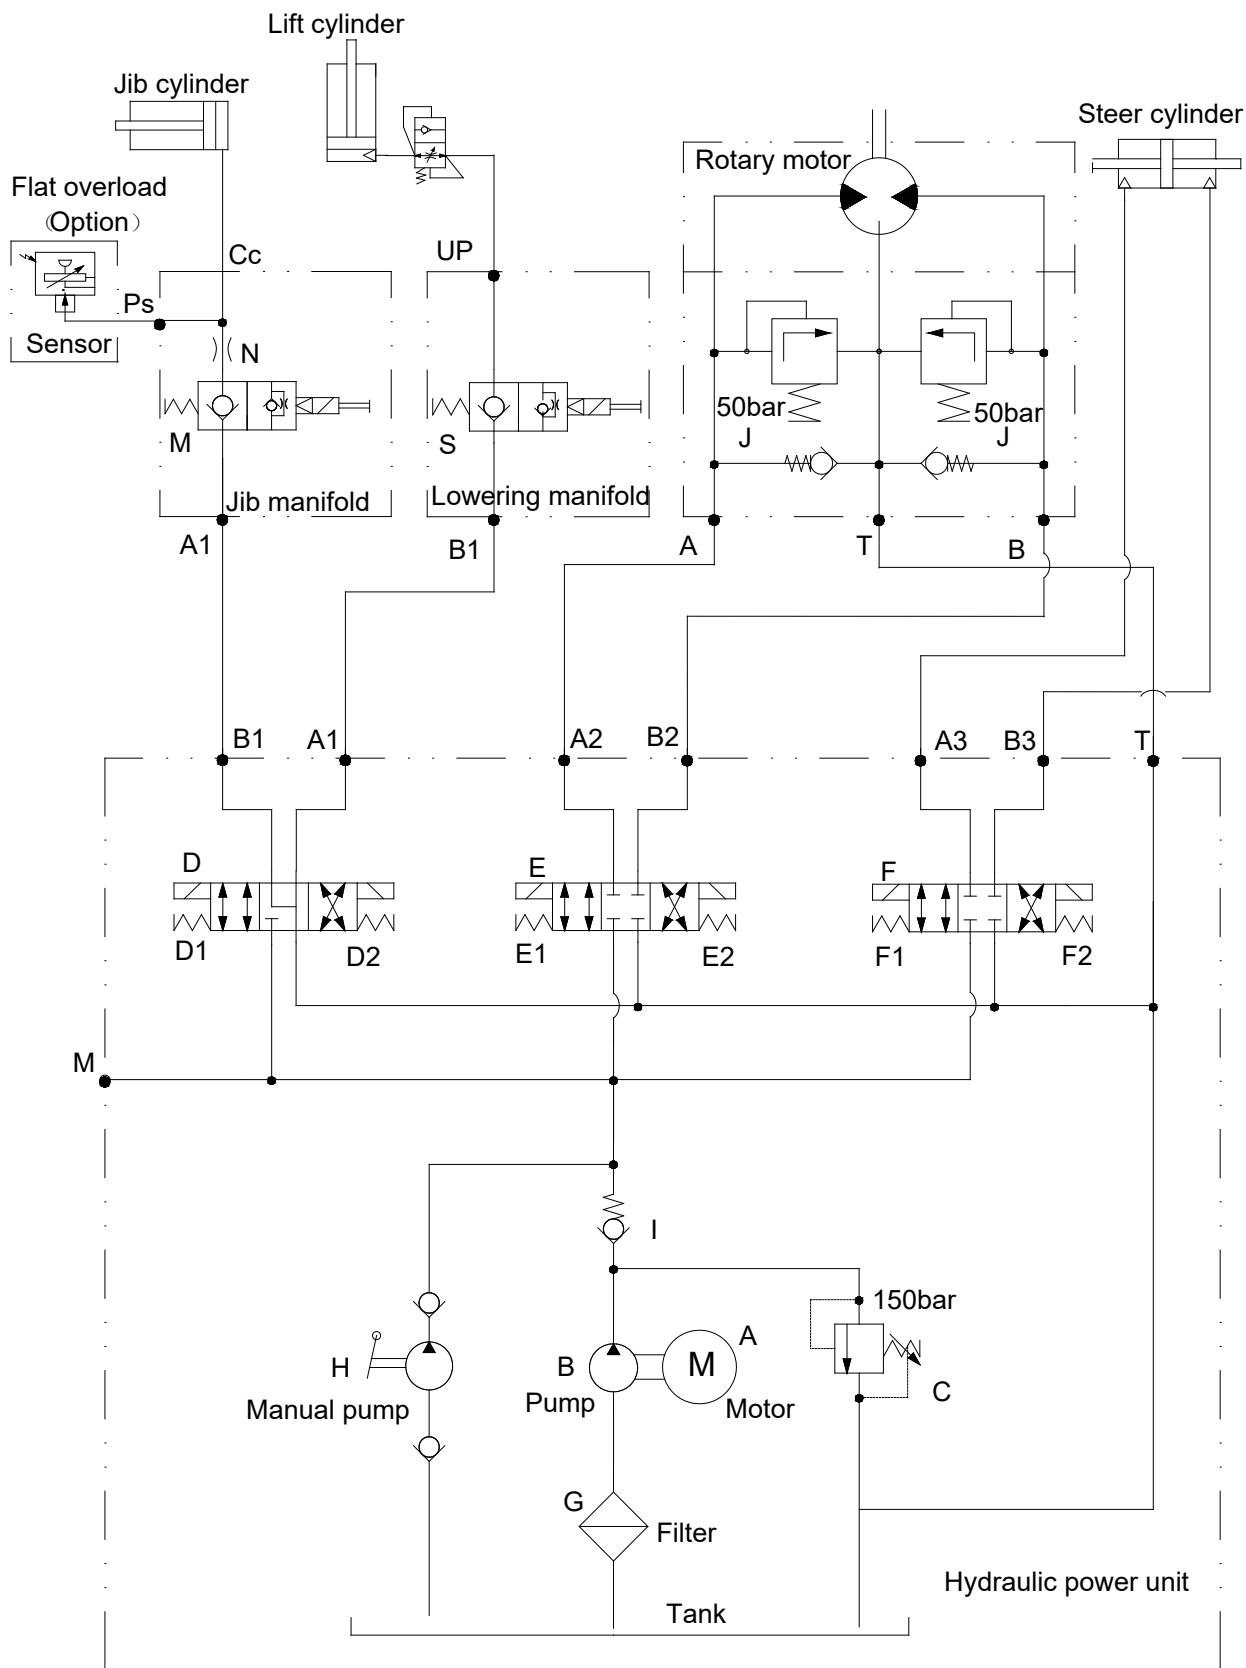 Lift cylinder
Jib cylinder
Steer cylinder
Rotary motor
Flat overload
（Option）
Cc
UP
Ps
Sensor
N
50bar
J
50bar
J
M
S
Jib manifold
Lowering manifold
A1
B1
A
T
B
B1
A1
A2
B2
A3
B3
T
D
E
F
D1
D2
E1
E2
F1
F2
M
I
150bar
A
M
H
B
C
Manual pump
Pump
Motor
G
Filter
Hydraulic power unit
Tank